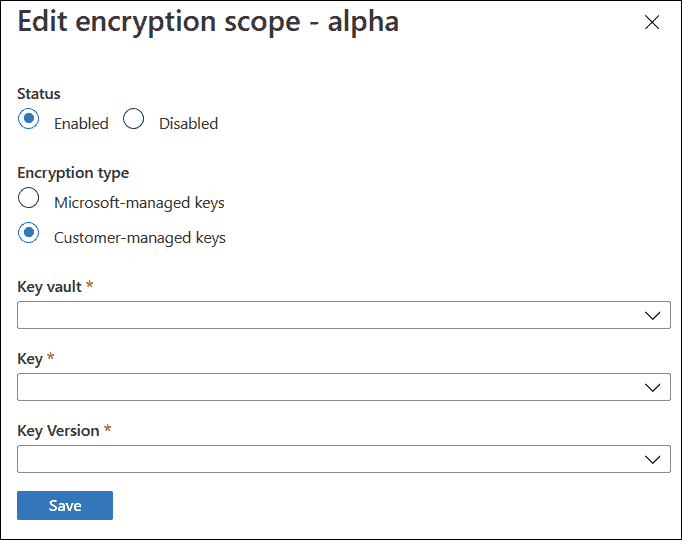 Edit encryption scope - alpha
Status
Enabled Disabled
Encryption type
Microsoft-managed keys
Customer-managed keys
Key vault *
Key *
Key Version *
Save